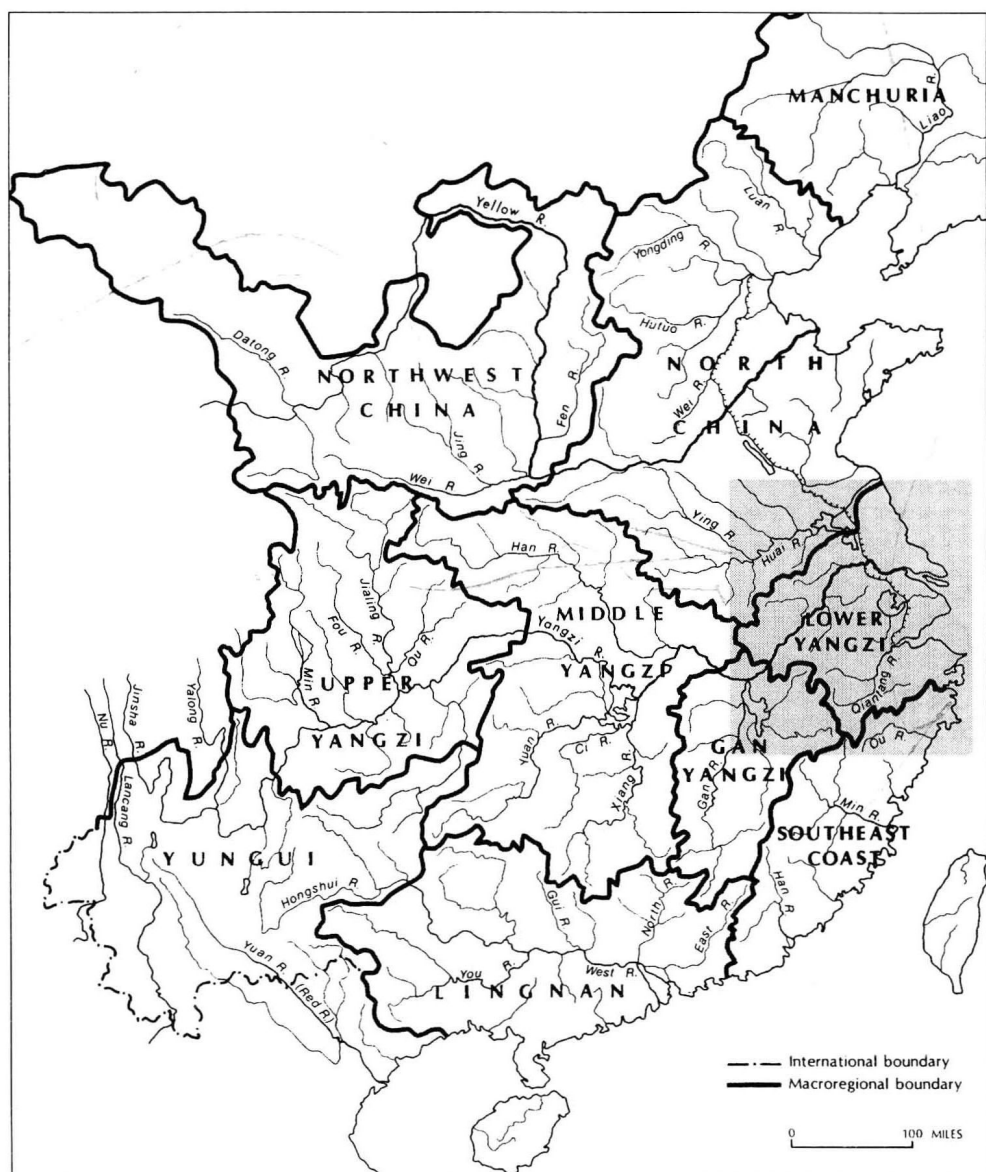 MANCHURIA
Liao R.
Luan R.
Yellow R.
Yongding R.
Hutuo R.
Datong R.
NORTHWEST
CHINA
Fen R.
Jing R.
Wei R.
NORTH
CHINA
Wei R.
Ying R.
Huai R.
Han R.
Jialing R.
Fou R.
Qu R.
Min R.
UPPER
YANGZI
MIDDLE
YANGZI
Yangzi R.
LOWER
YANGZI
Qiantang R.
Nu R.
Jinsha R.
Yalong R.
Lancang R.
Yuan R.
Ci R.
Xiang R.
GAN
YANGZI
Gan R.
Ou R.
Min R.
SOUTHEAST
COAST
Han R.
YUNGUI
Hongshui R.
Gui R.
North R.
East R.
Yuan R.
(Red R.)
You R.
West R.
LINGNAN
International boundary
Macroregional boundary
0 100 MILES